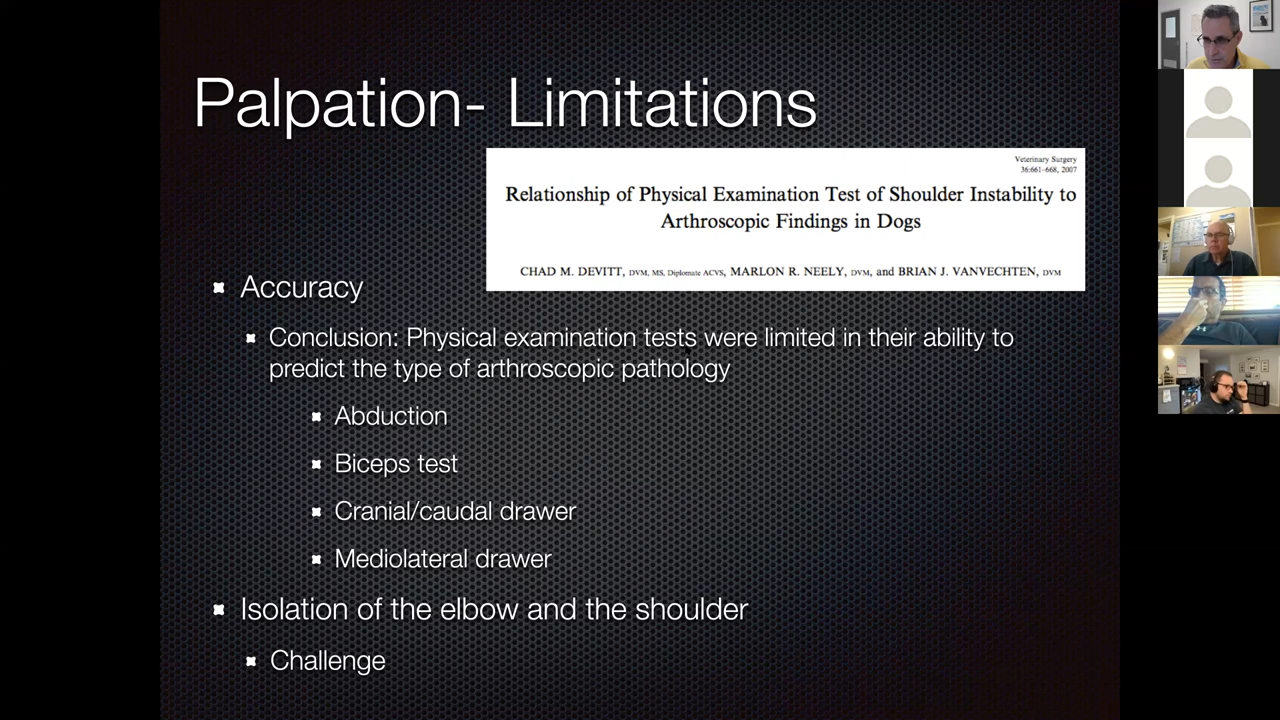 Palpation- Limitations
Veterinary Surgery
36:661–668, 2007
Relationship of Physical Examination Test of Shoulder Instability to
Arthroscopic Findings in Dogs
CHAD M. DEVITT, DVM, MS, Diplomate ACVS, MARLON R. NEELY, DVM, and BRIAN J. VANVECHTEN, DVM
Accuracy
Conclusion: Physical examination tests were limited in their ability to
predict the type of arthroscopic pathology
Abduction
Biceps test
Cranial/caudal drawer
Mediolateral drawer
Isolation of the elbow and the shoulder
Challenge